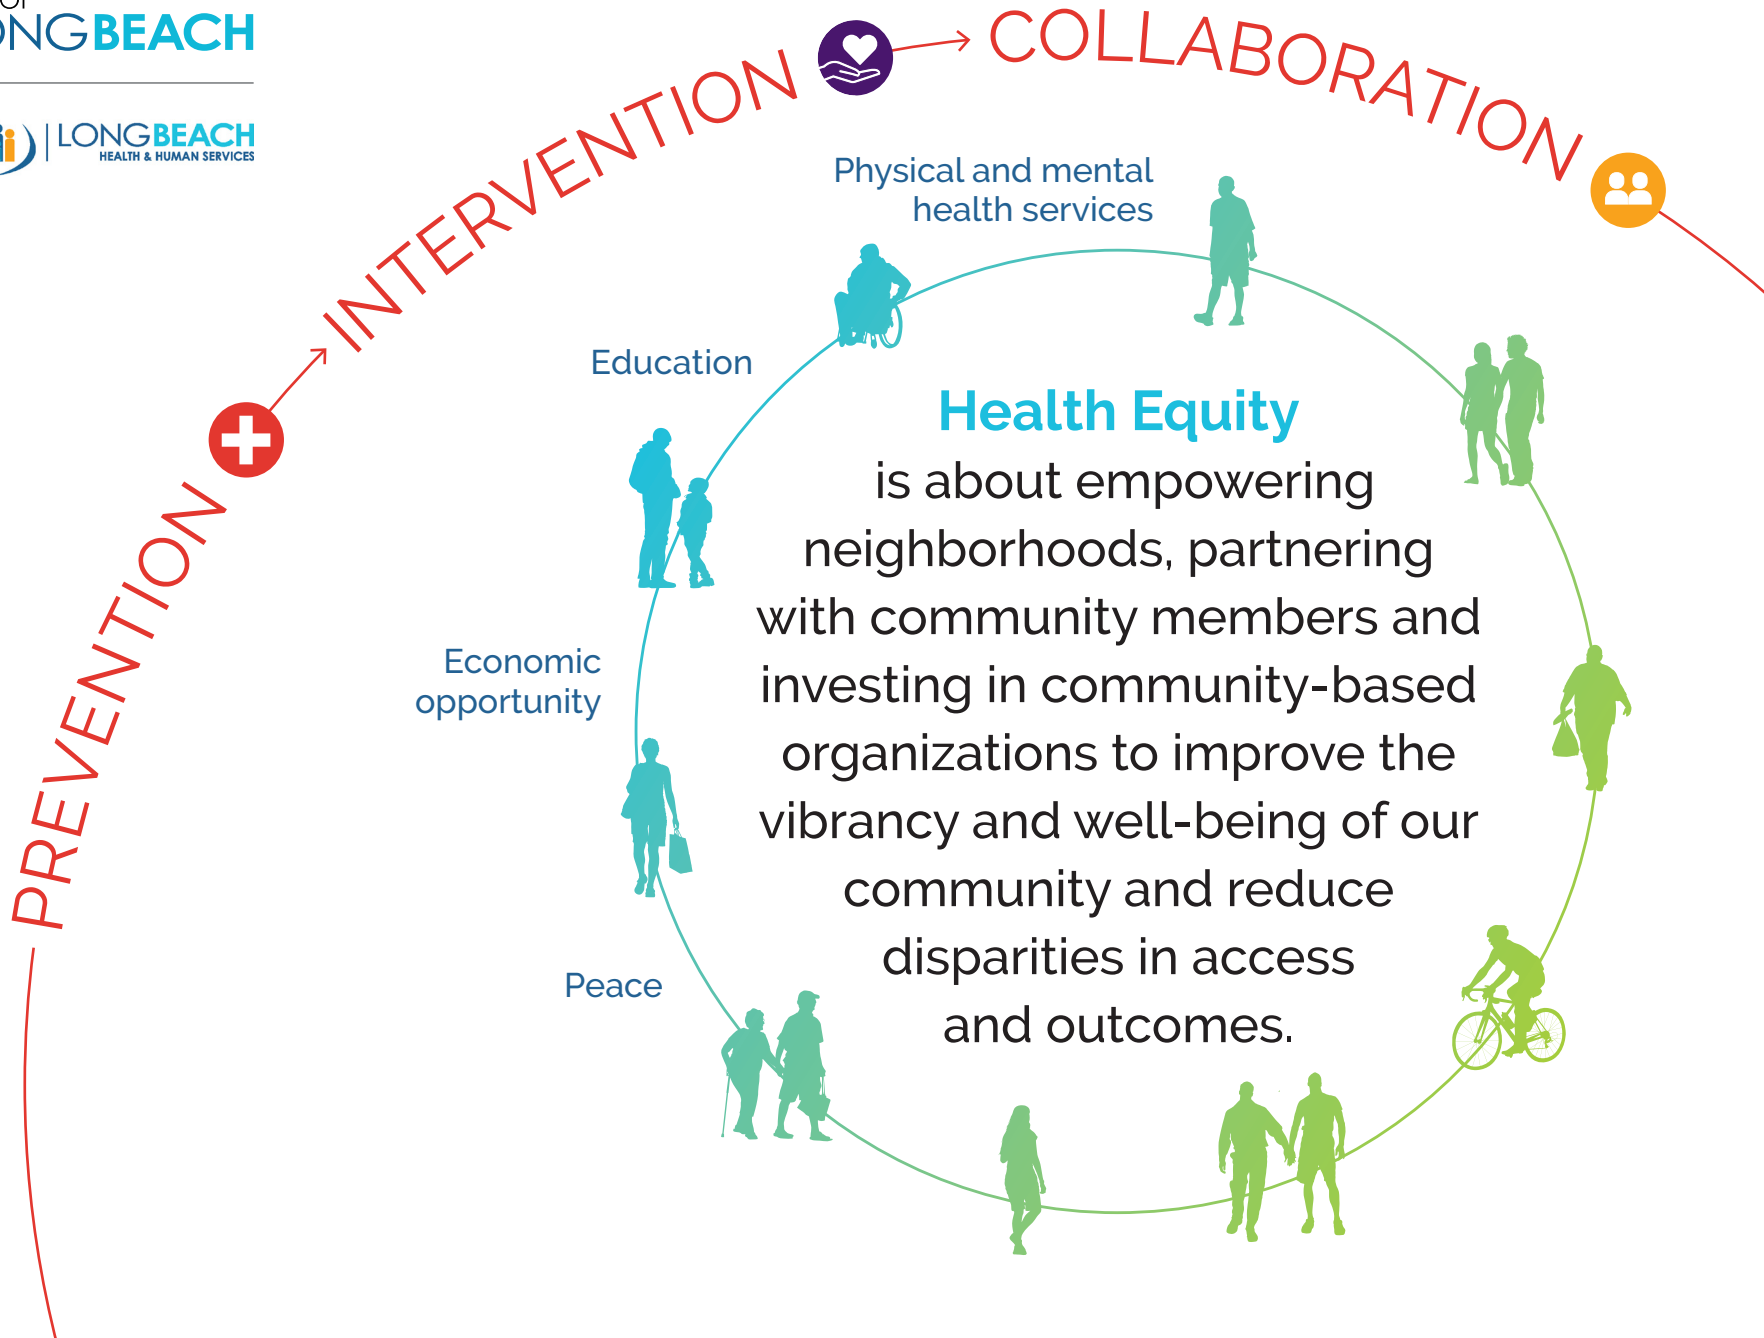 OF
ONGBEACH
LONGBEACH
HEALTH & HUMAN SERVICES
PREVENTION
INTERVENTION
COLLABORATION
Physical and mental
health services
Education
Economic
opportunity
Peace
Health Equity
is about empowering
neighborhoods, partnering
with community members and
investing in community-based
organizations to improve the
vibrancy and well-being of our
community and reduce
disparities in access
and outcomes.